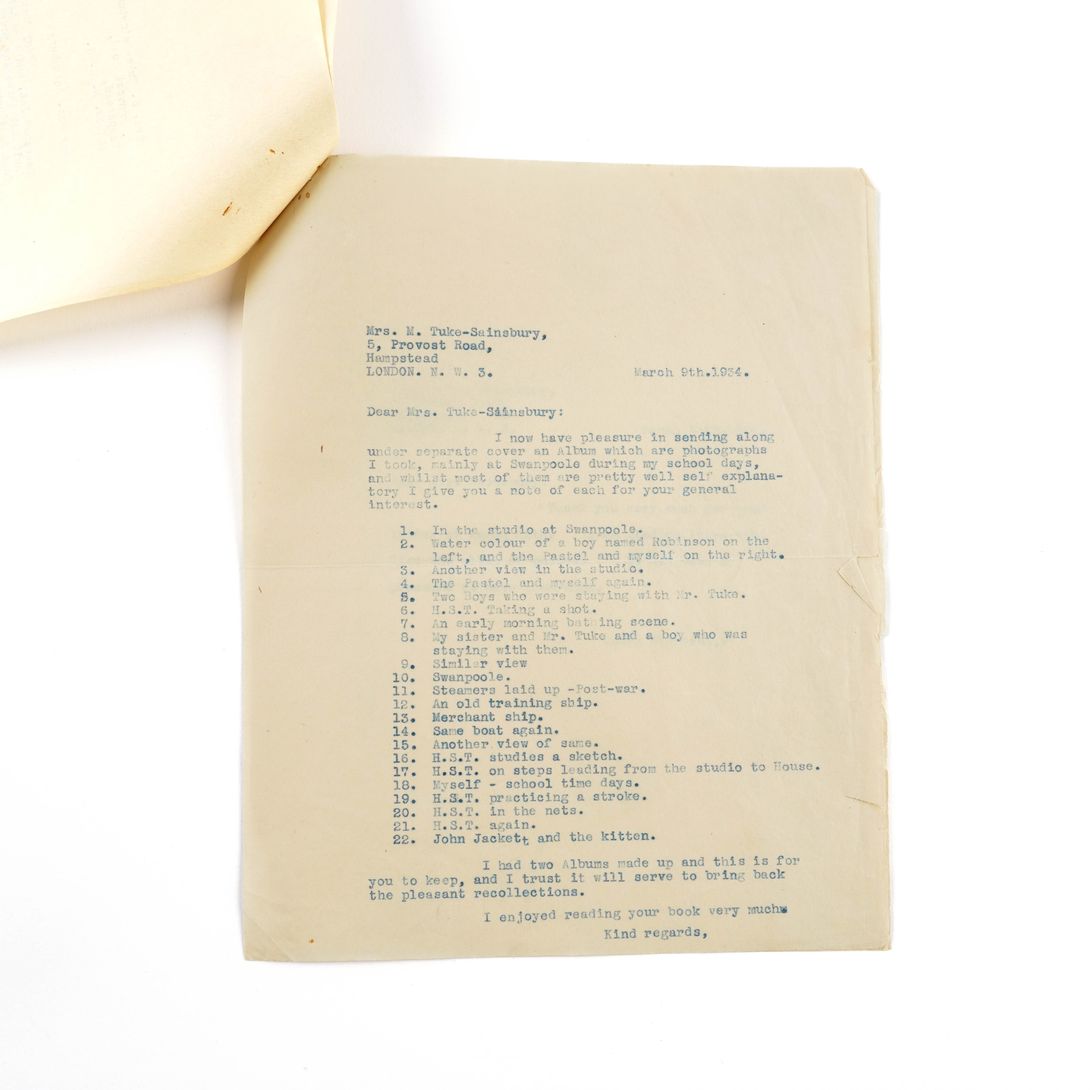 Mrs. M. Tuke-Sainsbury,
5, Provost Road,
Hampstead
LONDON. N. W. 3. March 9th.1934.
Dear Mrs. Tuke-Sainsbury:
I now have pleasure in sending along
under separate cover an Album which are photographs
I took, mainly at Swanpoole during my school days,
and whilst most of them are pretty well self explana-
tory I give you a note of each for your general
interest.
1. In the studio at Swanpoole.
2. Water colour of a boy named Robinson on the
left, and the Pastel and myself on the right.
3. Another view in the studio.
4. The Pastel and myself again.
5. Two Boys who were staying with Mr. Tuke.
6. H.S.T. Taking a shot.
7. An early morning bathing scene.
8. My sister and Mr. Tuke and a boy who was
staying with them.
9. Similar view
10. Swanpoole.
11. Steamers laid up -Post-war.
12. An old training ship.
13. Merchant ship.
14. Same boat again.
15. Another view of same.
16. H.S.T. studies a sketch.
17. H.S.T. on steps leading from the studio to House.
18. Myself - school time days.
19. H.S.T. practicing a stroke.
20. H.S.T. in the nets.
21. H.S.T. again.
22. John Jackett and the kitten.
I had two Albums made up and this is for
you to keep, and I trust it will serve to bring back
the pleasant recollections.
I enjoyed reading your book very much.
Kind regards,